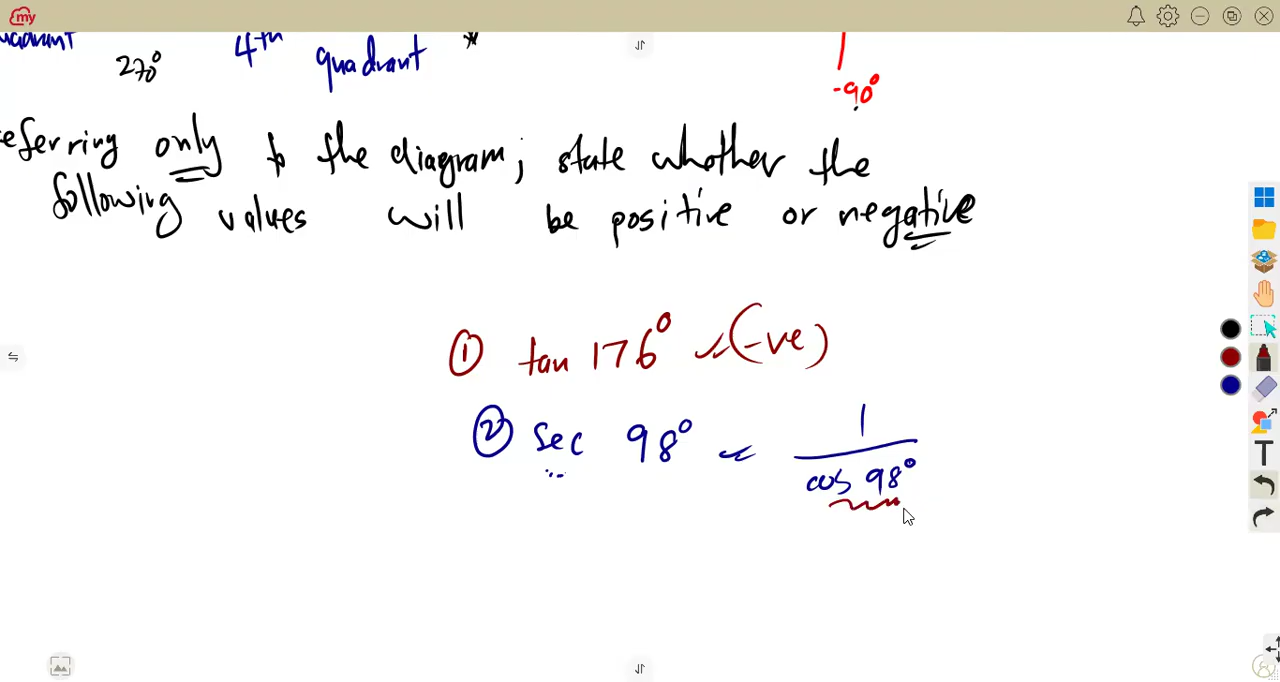 my
4th
quadrant
270°
-90°
eferring only to the diagram; state whether the
following values will be positive or negative
① tan 176° (-ve)
② sec 98° 1
cos 98°
T